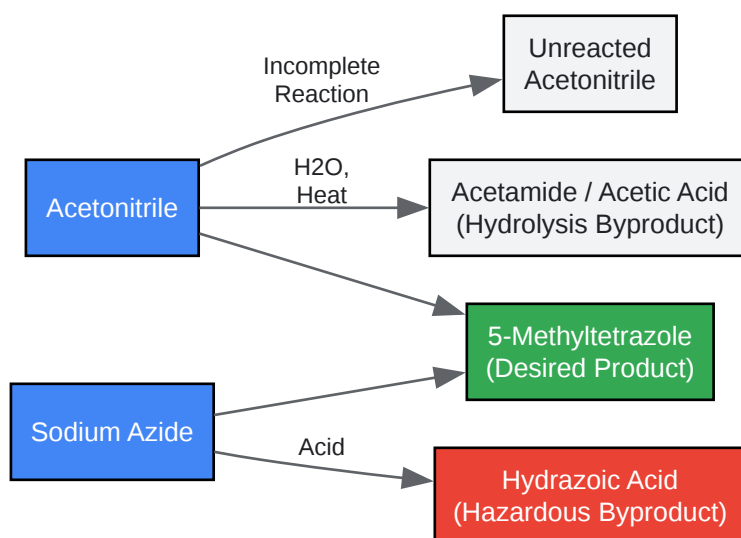 Unreacted
Acetonitrile
Incomplete
Reaction
H2O,
Heat
Acetonitrile
Acetamide / Acetic Acid
(Hydrolysis Byproduct)
5-Methyltetrazole
(Desired Product)
Sodium Azide
Acid
Hydrazoic Acid
(Hazardous Byproduct)